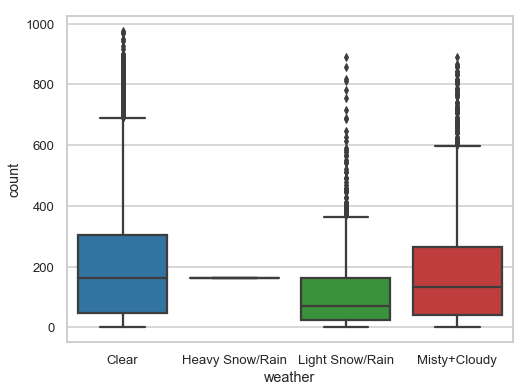 1000
800
600
400
200
0
count
Clear
Heavy Snow/Rain
Light Snow/Rain
Misty+Cloudy
weather